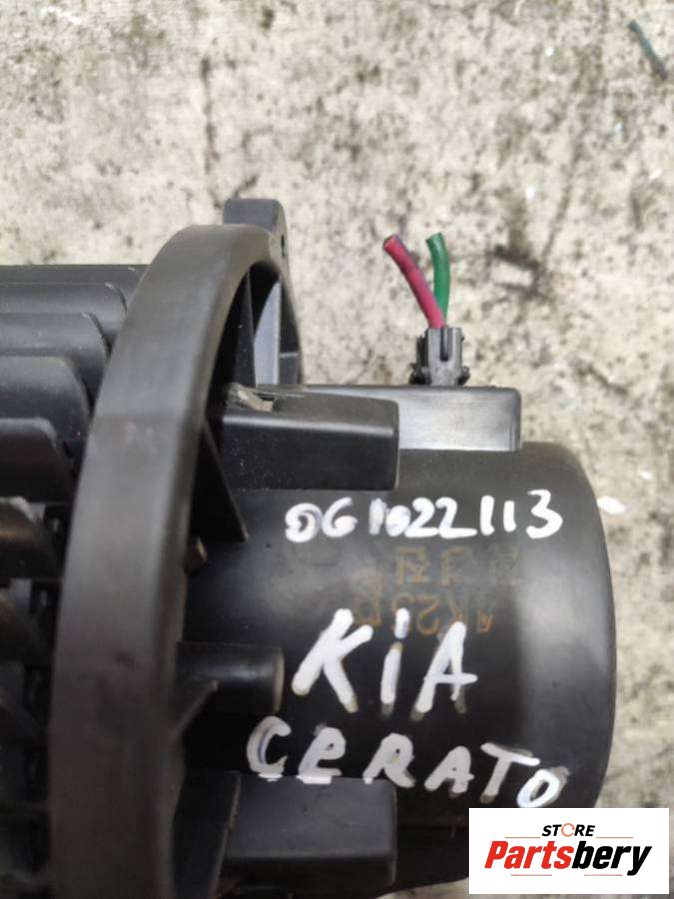 DG1022113
KIA
CERATO
STORE
Partsbery